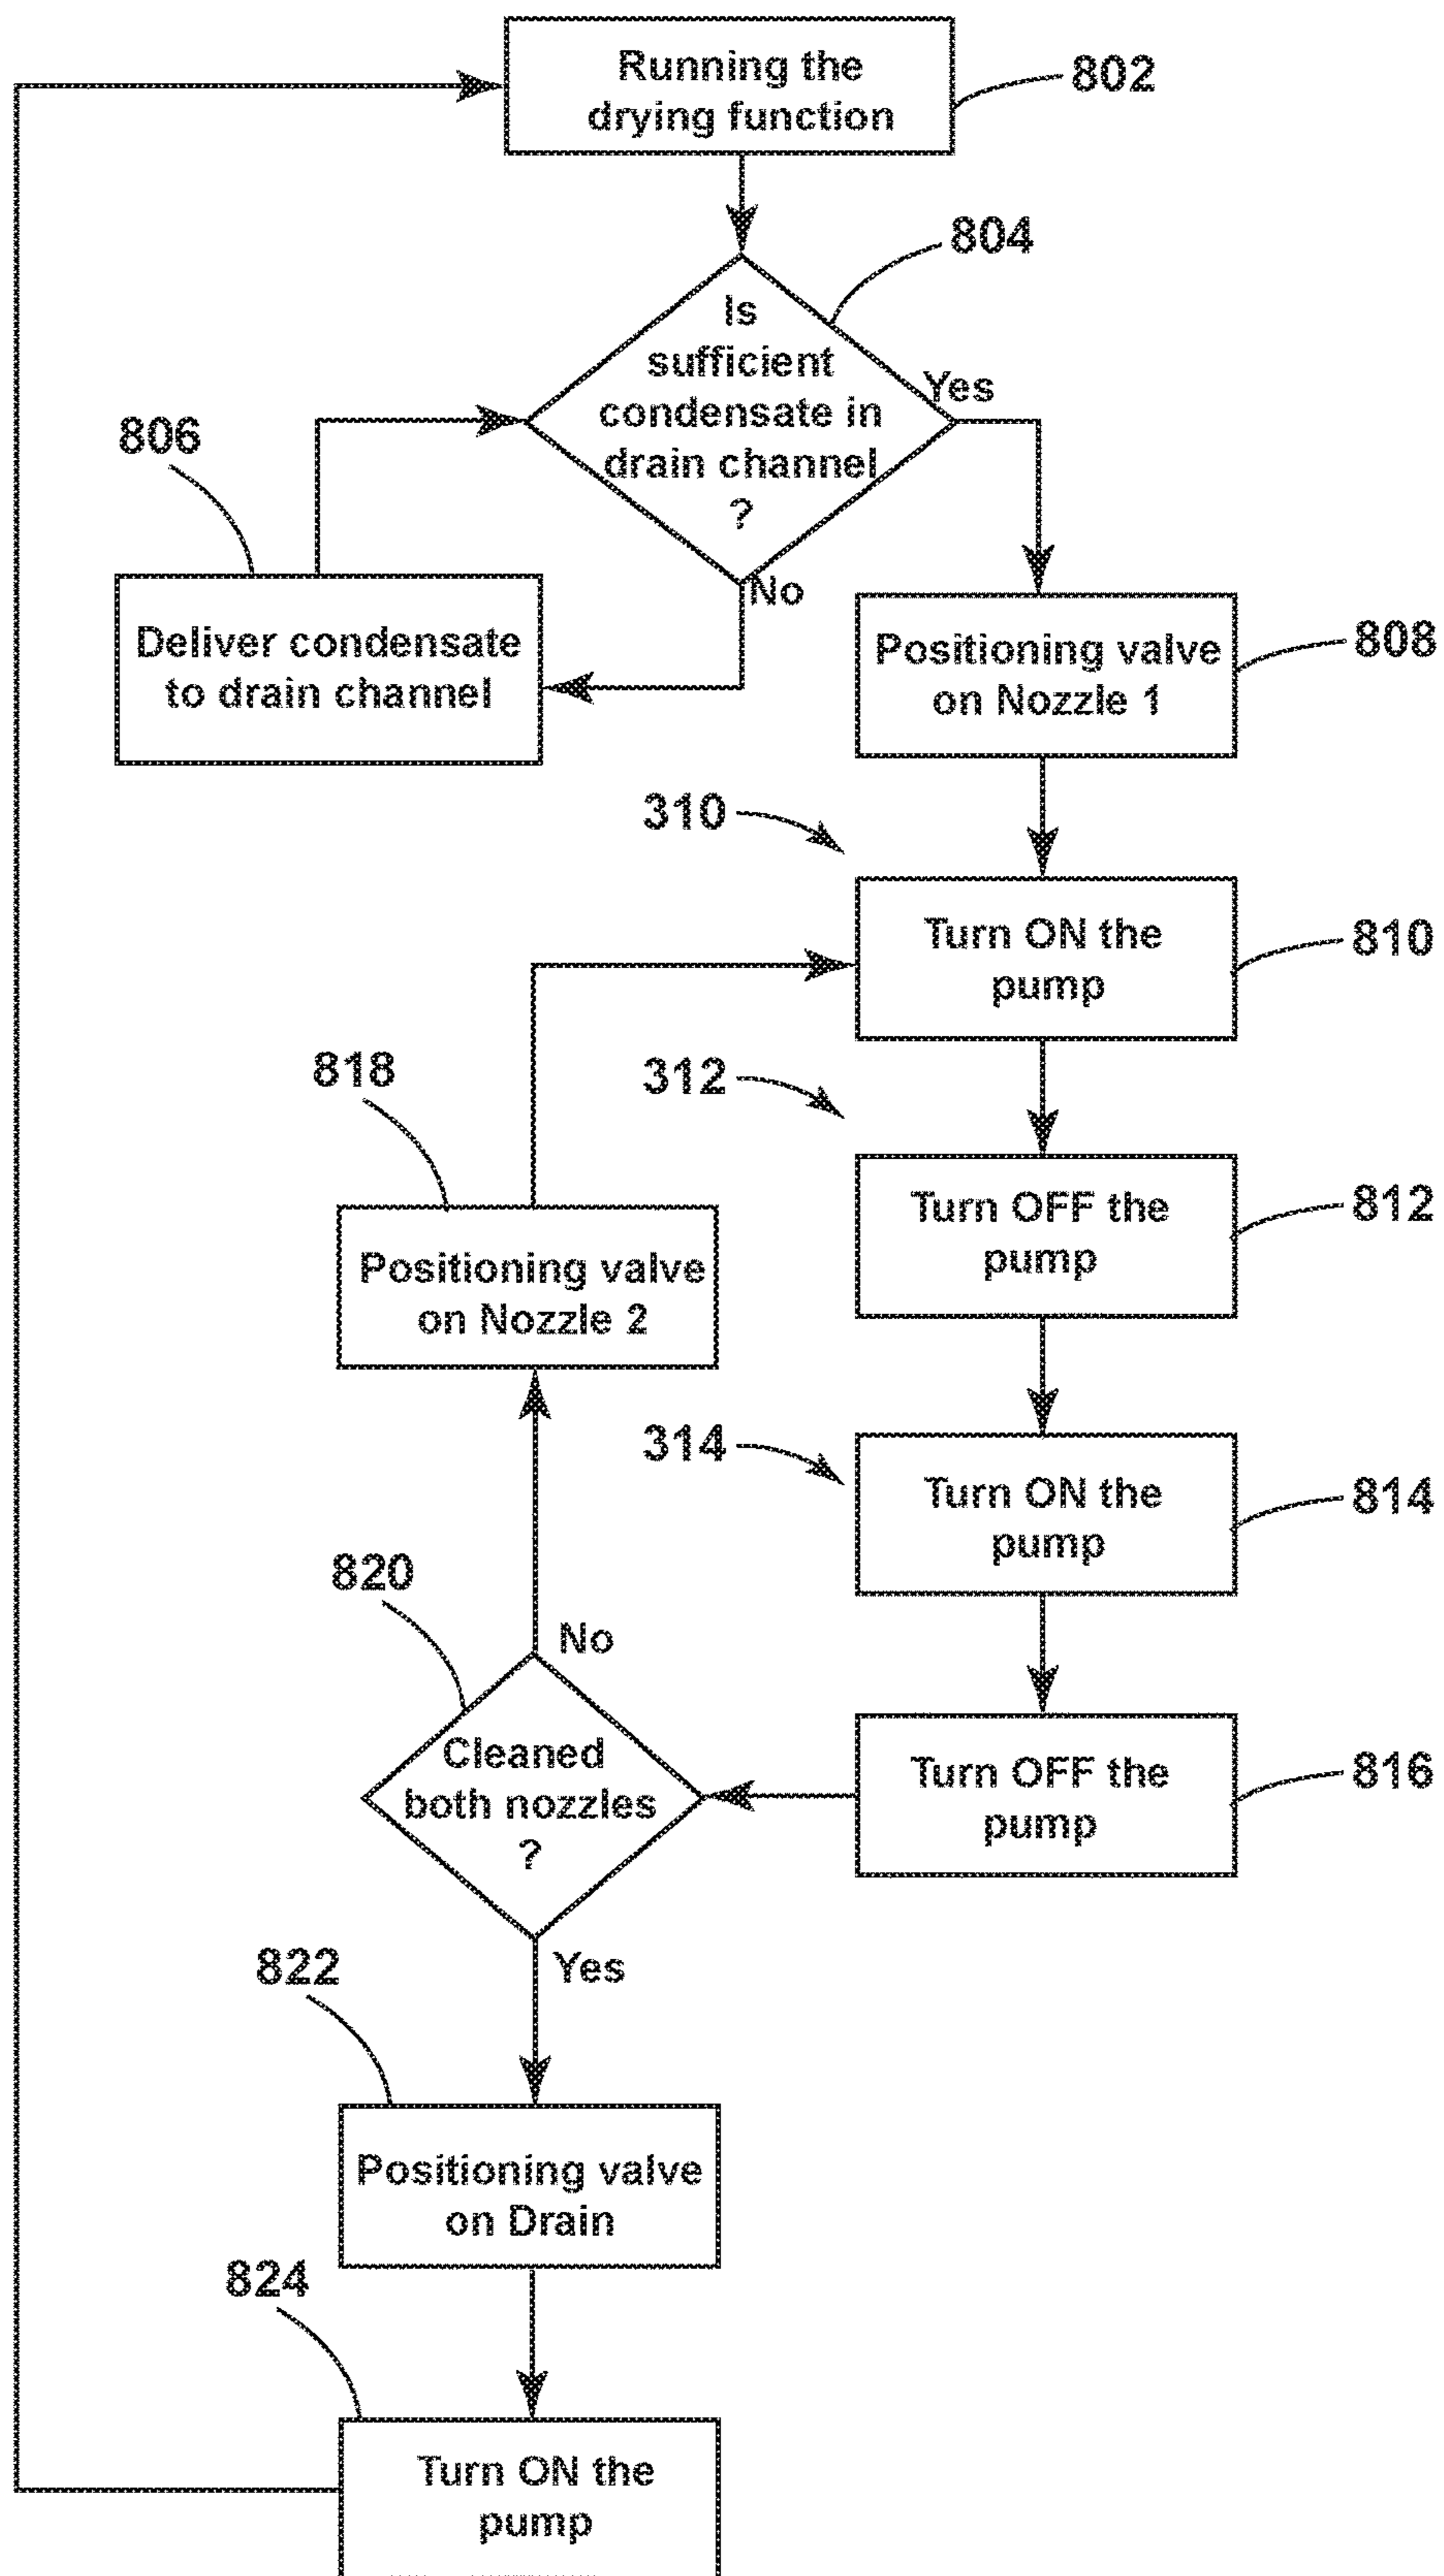 Running the
drying function
802
804
Is
sufficient
condensate in
drain channel
?
Yes
No
806
Deliver condensate
to drain channel
Positioning valve
on Nozzle 1
808
310
Turn ON the
pump
810
312
Turn OFF the
pump
812
818
Positioning valve
on Nozzle 2
314
Turn ON the
pump
814
Turn OFF the
pump
816
820
No
Cleaned
both nozzles
?
Yes
822
Positioning valve
on Drain
824
Turn ON the
pump